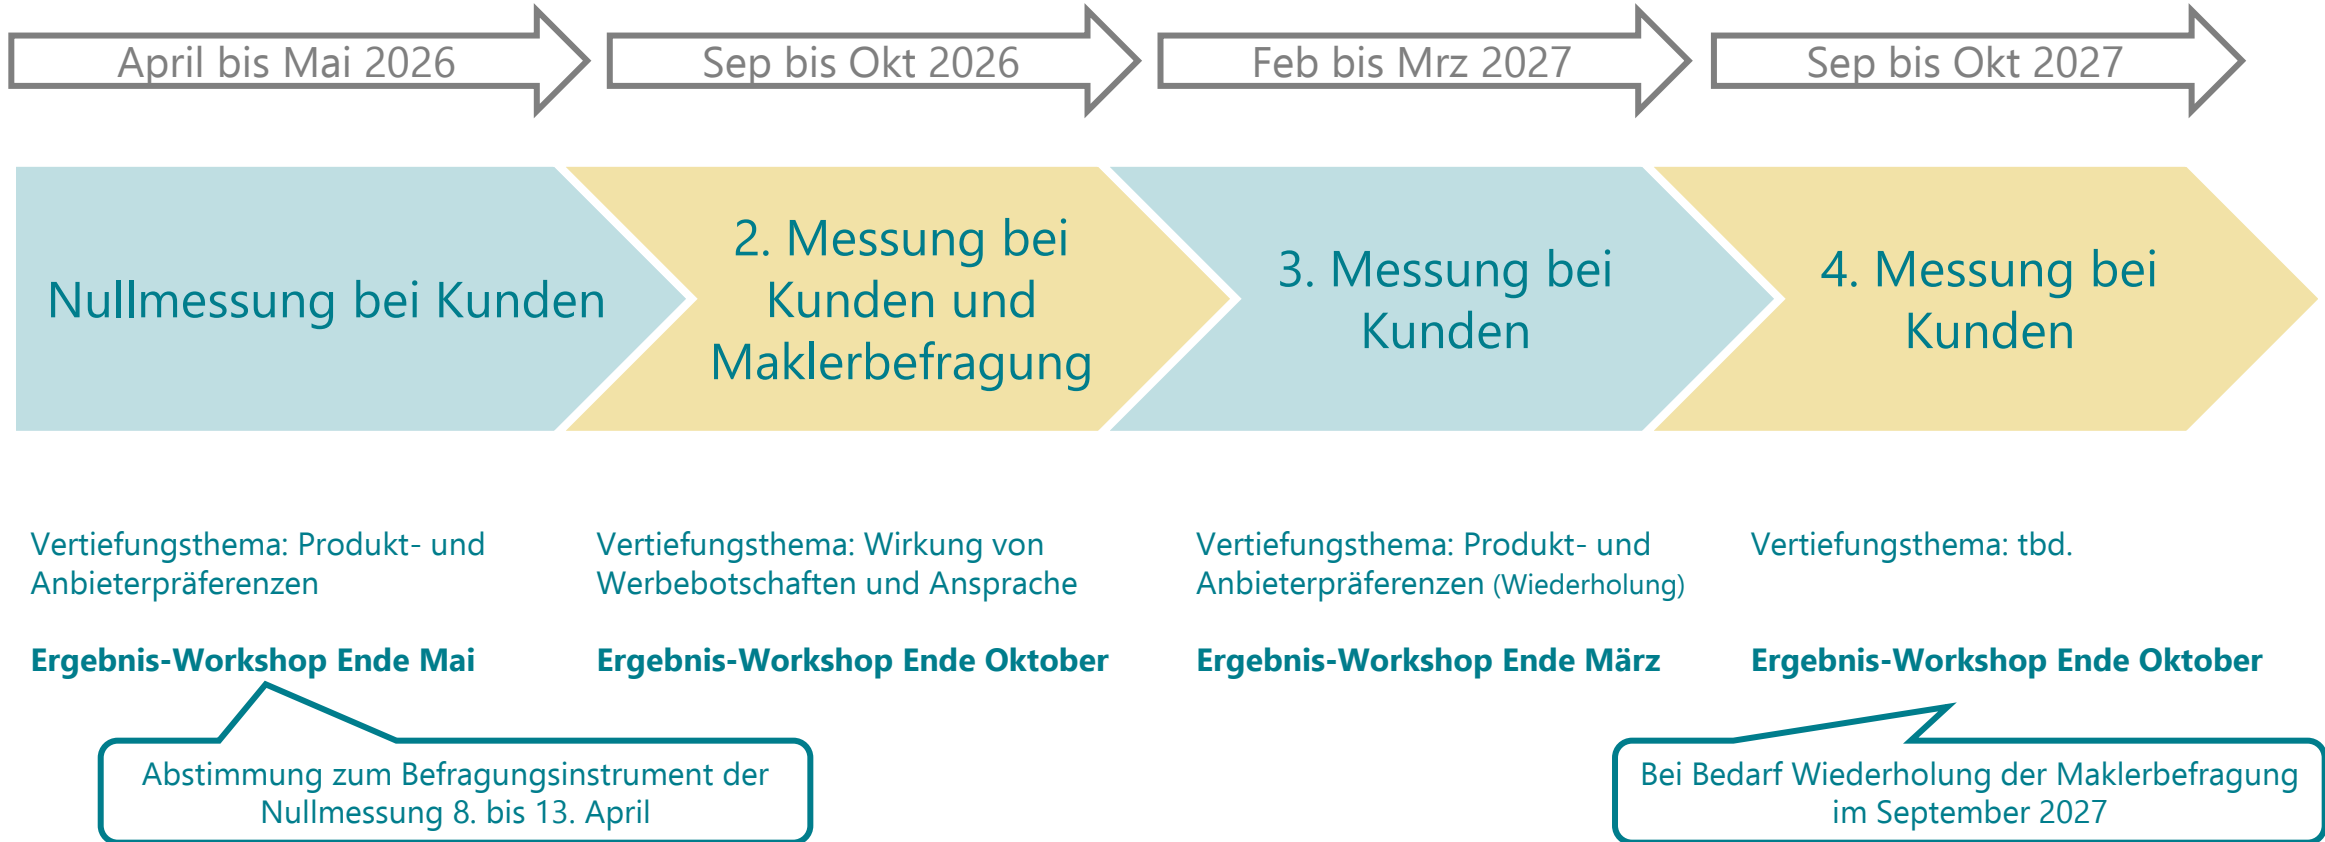 April bis Mai 2026
Sep bis Okt 2026
Feb bis Mrz 2027
Sep bis Okt 2027
Nullmessung bei Kunden
2. Messung bei
Kunden und
Maklerbefragung
3. Messung bei
Kunden
4. Messung bei
Kunden
Vertiefungsthema: Produkt- und
Anbieterpräferenzen
Ergebnis-Workshop Ende Mai
Vertiefungsthema: Wirkung von
Werbebotschaften und Ansprache
Ergebnis-Workshop Ende Oktober
Vertiefungsthema: Produkt- und
Anbieterpräferenzen (Wiederholung)
Ergebnis-Workshop Ende März
Vertiefungsthema: tbd.
Ergebnis-Workshop Ende Oktober
Abstimmung zum Befragungsinstrument der
Nullmessung 8. bis 13. April
Bei Bedarf Wiederholung der Maklerbefragung
im September 2027